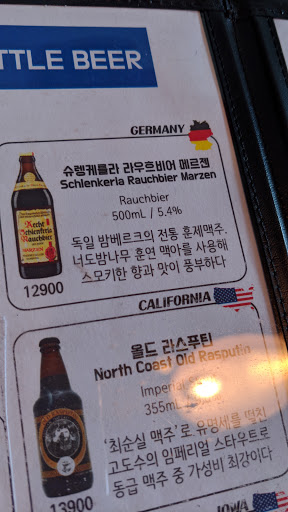 TTLE BEER
GERMANY
슈렝케를라 라우흐비어 메르첸
Schlenkerla Rauchbier Marzen
Rauchbier
500mL / 5.4%
독일 밤베르크의 전통 훈제맥주.
너도밤나무 훈연 맥아를 사용해
스모키한 향과 맛이 풍부하다
12900
CALIFORNIA
올드 라스푸틴
North Coast Old Rasputin
355mL
'최순실 맥주'로 유명세를 떨친
고도수의 임페리얼 스타우트로
동급 맥주 중 가성비 최강이다
13900
IOWA